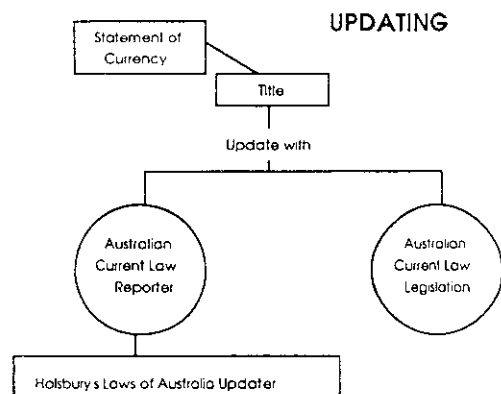 UPDATING
Statement of
Currency
Title
Update with
Australian
Current Law
Reporter
Australian
Current Law
Legislation
Halsbury's Laws of Australia Updater